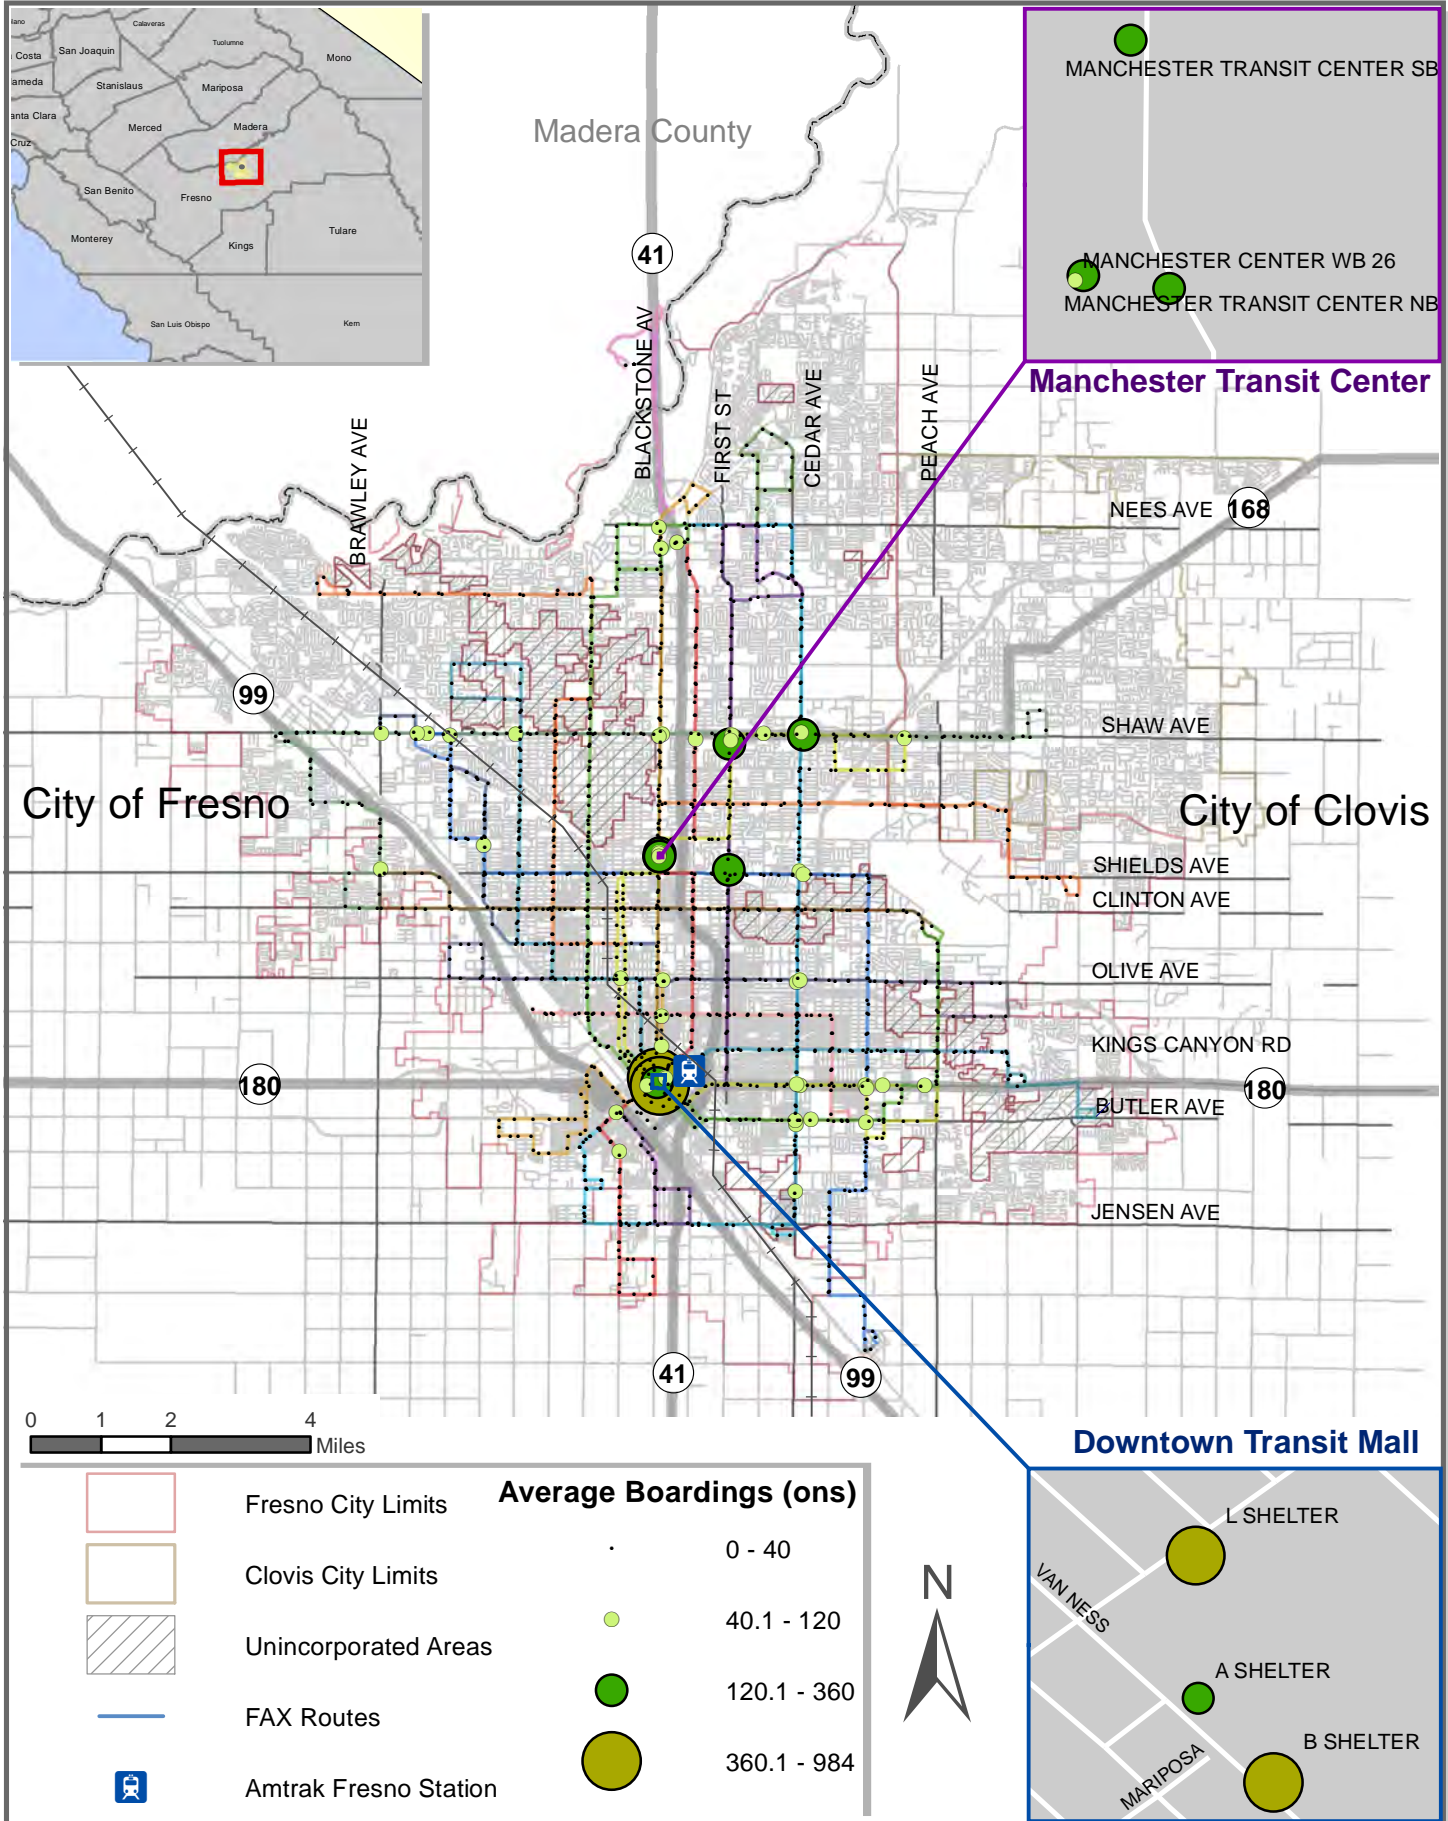 Calaveras
Tuolumne
San Joaquin
Mono
Costa
Stanislaus
Mariposa
ameda
anta Clara
Merced
Madera
Cruz
San Benito
Fresno
Monterey
Kings
Tulare
San Luis Obispo
Kern
Madera County
MANCHESTER TRANSIT CENTER SB
MANCHESTER CENTER WB 26
MANCHESTER TRANSIT CENTER NB
Manchester Transit Center
41
BLACKSTONE AV
FIRST ST
CEDAR AVE
PEACH AVE
BRAWLEY AVE
NEES AVE
168
99
SHAW AVE
City of Fresno
City of Clovis
SHIELDS AVE
CLINTON AVE
OLIVE AVE
KINGS CANYON RD
180
180
BUTLER AVE
JENSEN AVE
41
99
0 1 2 4
Miles
Downtown Transit Mall
L SHELTER
VAN NESS
A SHELTER
B SHELTER
MARIPOSA
N
Fresno City Limits
Clovis City Limits
Unincorporated Areas
FAX Routes
Amtrak Fresno Station
Average Boardings (ons)
0 - 40
40.1 - 120
120.1 - 360
360.1 - 984